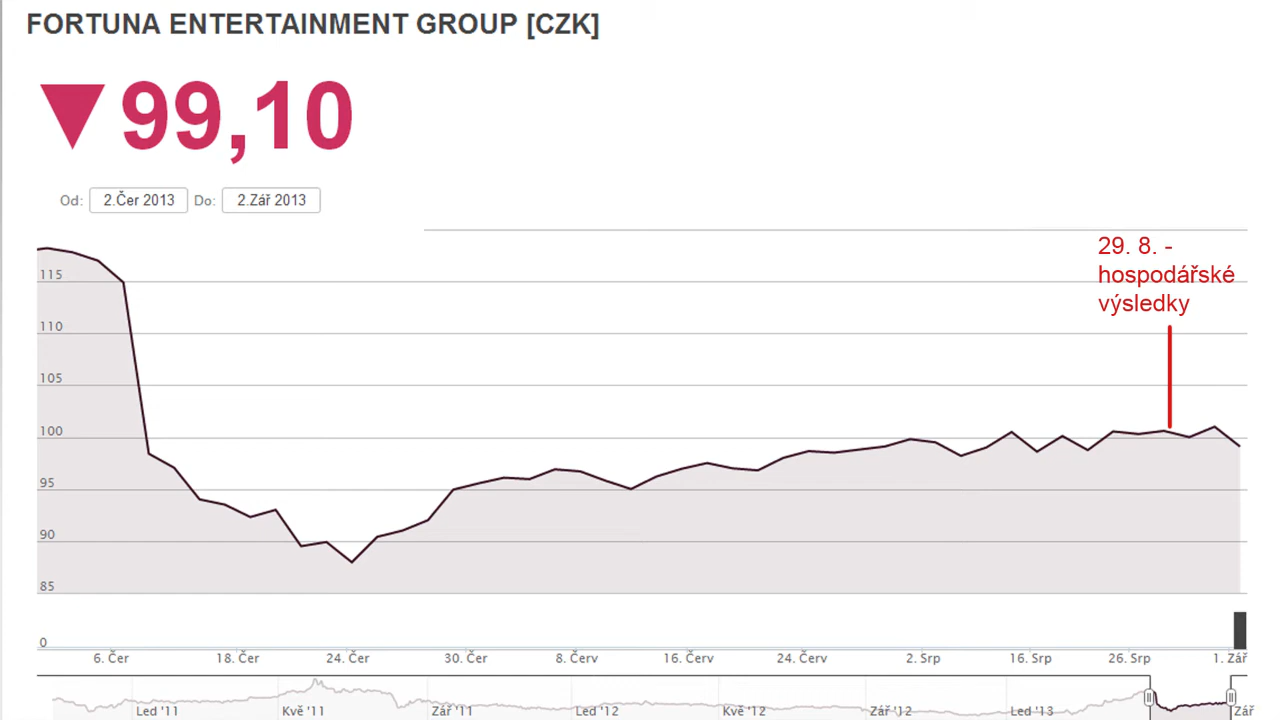 FORTUNA ENTERTAINMENT GROUP [CZK]
▼99,10
Od: 2.Čer 2013 Do: 2.Zář 2013
29. 8. -
hospodářské
výsledky
115
110
105
100
95
90
85
0
6. Čer 18. Čer 24. Čer 30. Čer 8. Červ 16. Červ 24. Červ 2. Srp 16. Srp 26. Srp 1. Zář
Led '11 Kvě '11 Zář '11 Led '12 Kvě '12 Zář '12 Led '13 Zář